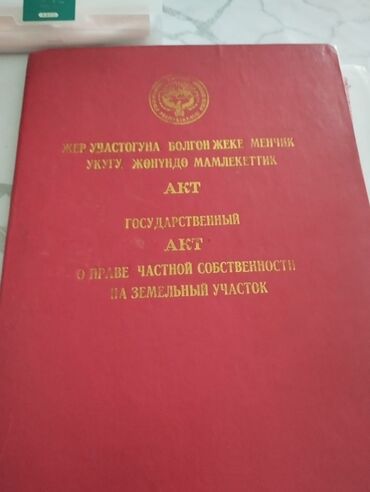 ЖЕР УЧАСТОГУНА БОЛГОН ЖЕКЕ МЕНЧИК
УКУГУ ЖӨНҮНДӨ МАМЛЕКЕТТИК
АКТ
ГОСУДАРСТВЕННЫЙ
АКТ
О ПРАВЕ ЧАСТНОЙ СОБСТВЕННОСТИ
НА ЗЕМЕЛЬНЫЙ УЧАСТОК